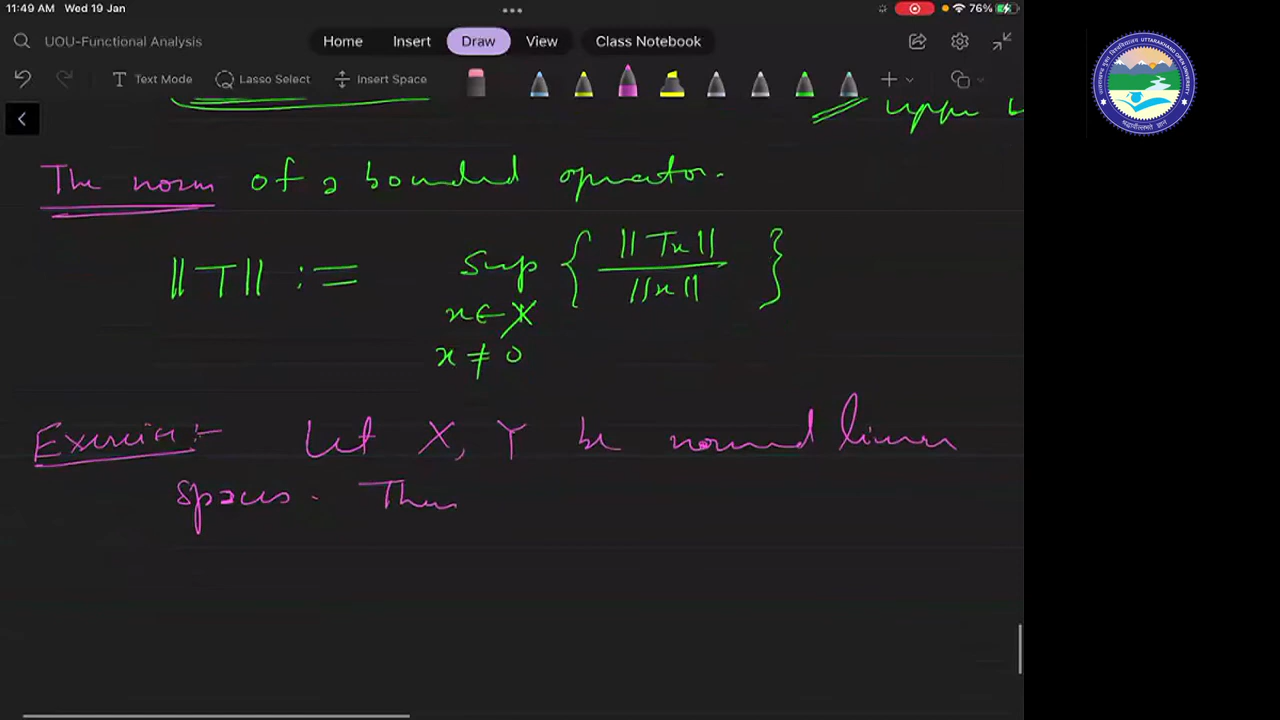 11:49 AM Wed 19 Jan
76%
UOU-Functional Analysis
Home Insert Draw View Class Notebook
Text Mode Lasso Select Insert Space
The norm of a bounded operator.
||T|| := Sup { ||Tx|| / ||x|| }
x ∈ X
x ≠ 0
Exercise:- Let X, Y be normed linear
spaces. Then